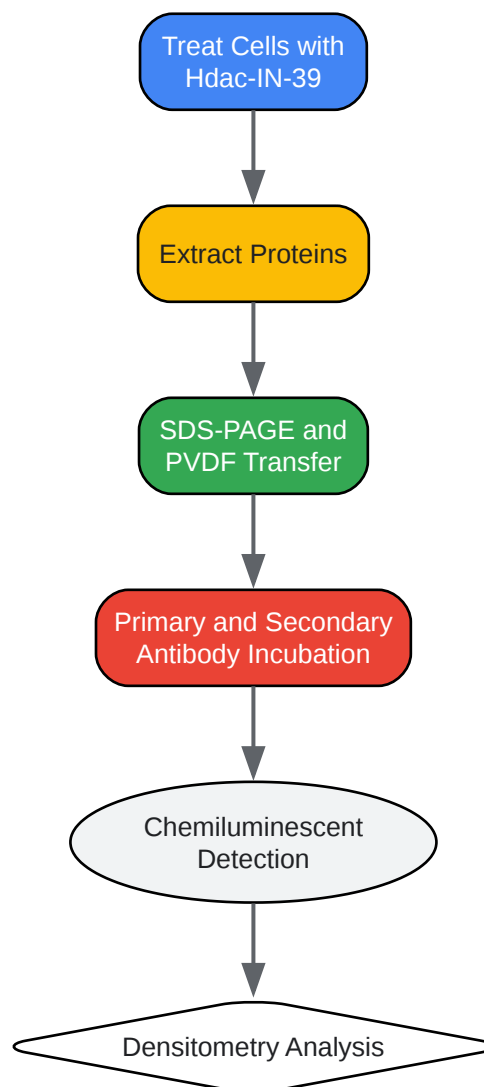 Treat Cells with
Hdac-IN-39
Extract Proteins
SDS-PAGE and
PVDF Transfer
Primary and Secondary
Antibody Incubation
Chemiluminescent
Detection
Densitometry Analysis